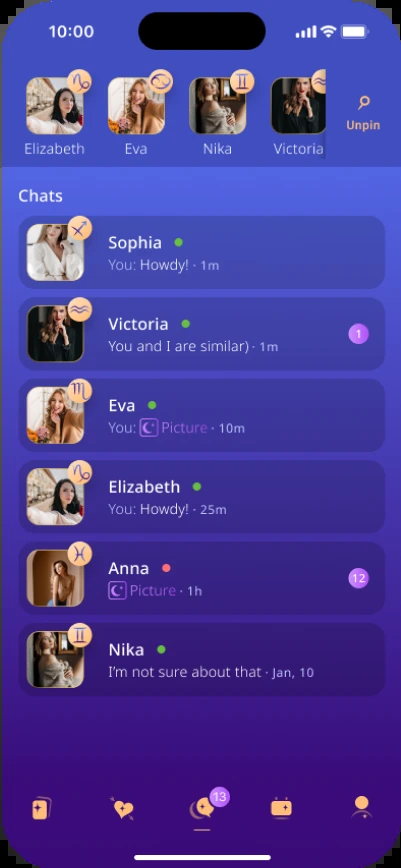 10:00
Elizabeth Eva Nika Victoria Unpin
Chats
Sophia
You: Howdy! · 1m
Victoria
You and I are similar) · 1m
1
Eva
You: Picture · 10m
Elizabeth
You: Howdy! · 25m
Anna
Picture · 1h
12
Nika
I'm not sure about that · Jan, 10
13